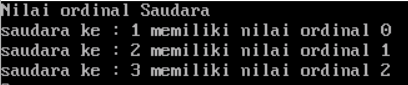 Nilai ordinal Saudara
saudara ke : 1 memiliki nilai ordinal 0
saudara ke : 2 memiliki nilai ordinal 1
saudara ke : 3 memiliki nilai ordinal 2